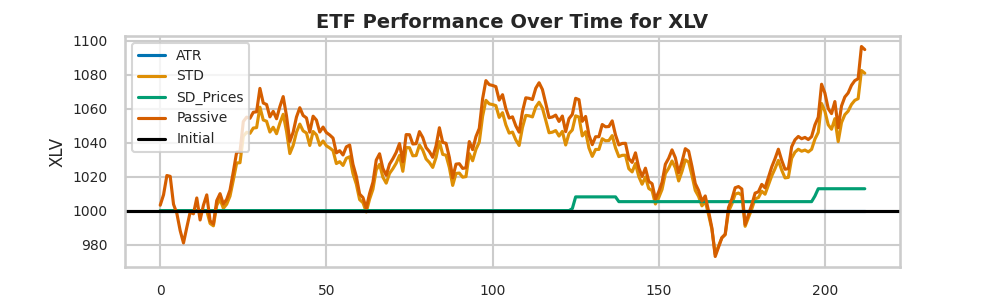 ETF Performance Over Time for XLV
XLV
1100
1080
1060
1040
1020
1000
980
ATR
STD
SD_Prices
Passive
Initial
0
50
100
150
200